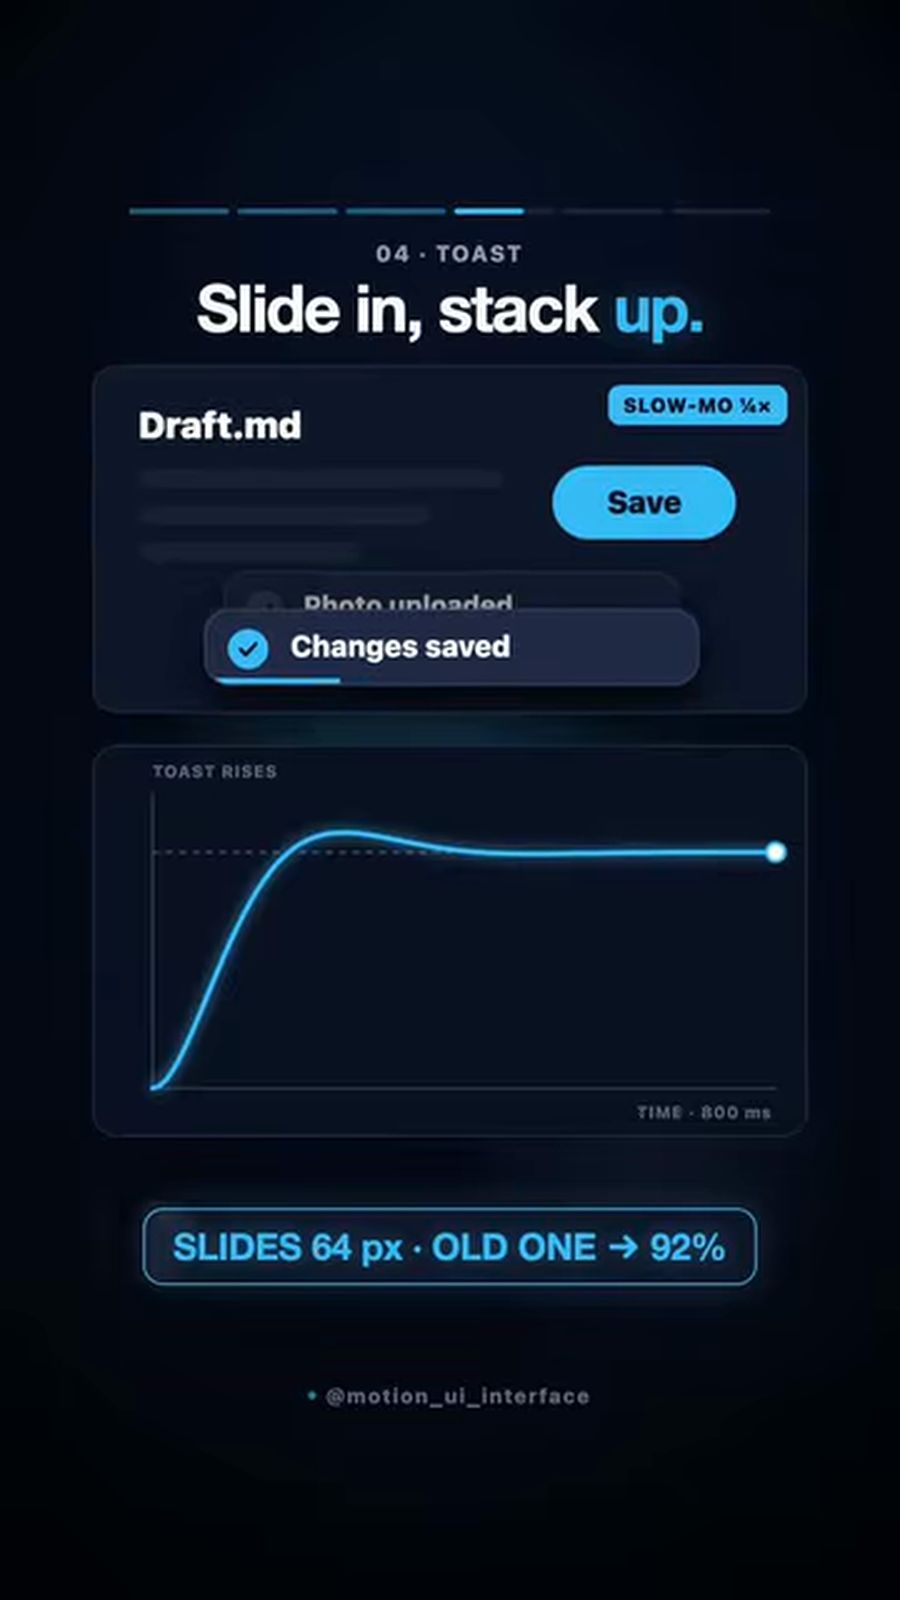 04 · TOAST
Slide in, stack up.
Draft.md
SLOW-MO ¼×
Save
Photo uploaded
Changes saved
TOAST RISES
TIME · 800 ms
SLIDES 64 px · OLD ONE → 92%
@motion_ui_interface